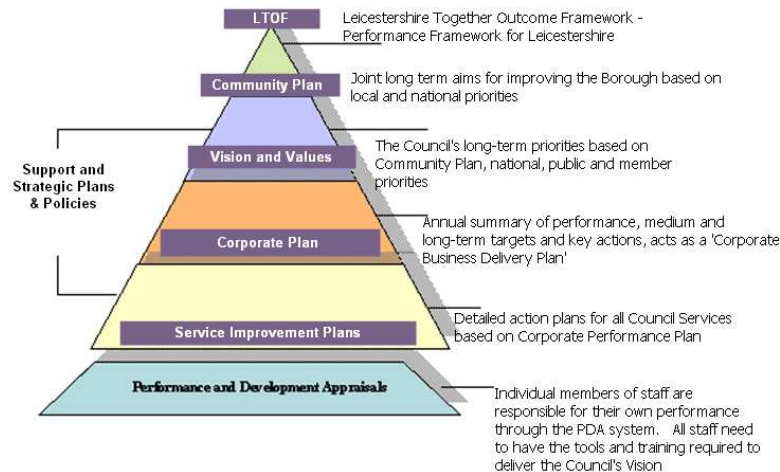 LTOF
Leicestershire Together Outcome Framework -
Performance Framework for Leicestershire
Community Plan
Joint long term aims for improving the Borough based on
local and national priorities
Support and
Strategic Plans
& Policies
Vision and Values
The Council's long-term priorities based on
Community Plan, national, public and member
priorities
Corporate Plan
Annual summary of performance, medium and
long-term targets and key actions, acts as a 'Corporate
Business Delivery Plan'
Service Improvement Plans
Detailed action plans for all Council Services
based on Corporate Performance Plan
Performance and Development Appraisals
Individual members of staff are
responsible for their own performance
through the PDA system. All staff need
to have the tools and training required to
deliver the Council's Vision